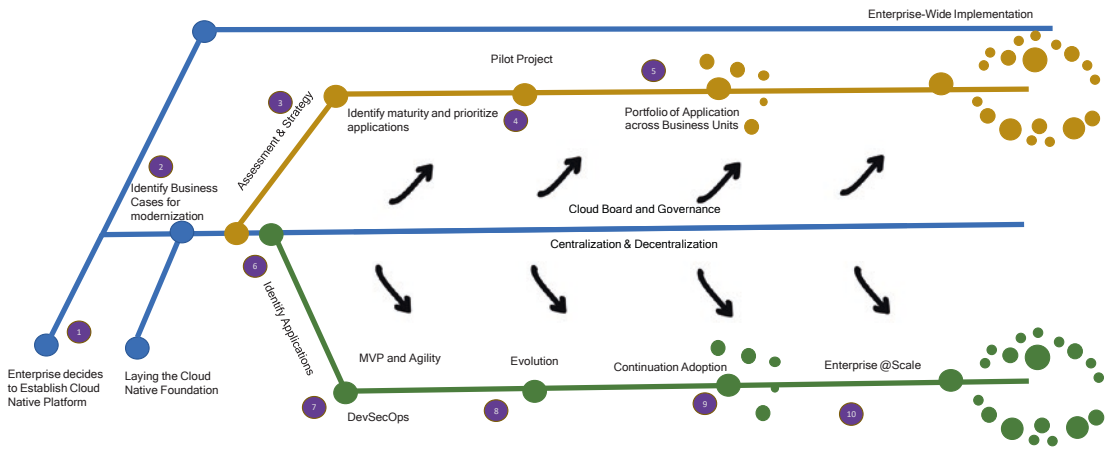 Enterprise-Wide Implementation
Pilot Project
5
3
Assessment & Strategy
Identify maturity and prioritize
applications
4
Portfolio of Application
across Business Units
2
Identify Business
Cases for
modernization
Cloud Board and Governance
Centralization & Decentralization
6
Identify Applications
1
Enterprise decides
to Establish Cloud
Native Platform
Laying the Cloud
Native Foundation
MVP and Agility
Evolution
Continuation Adoption
Enterprise @Scale
7
DevSecOps
8
9
10